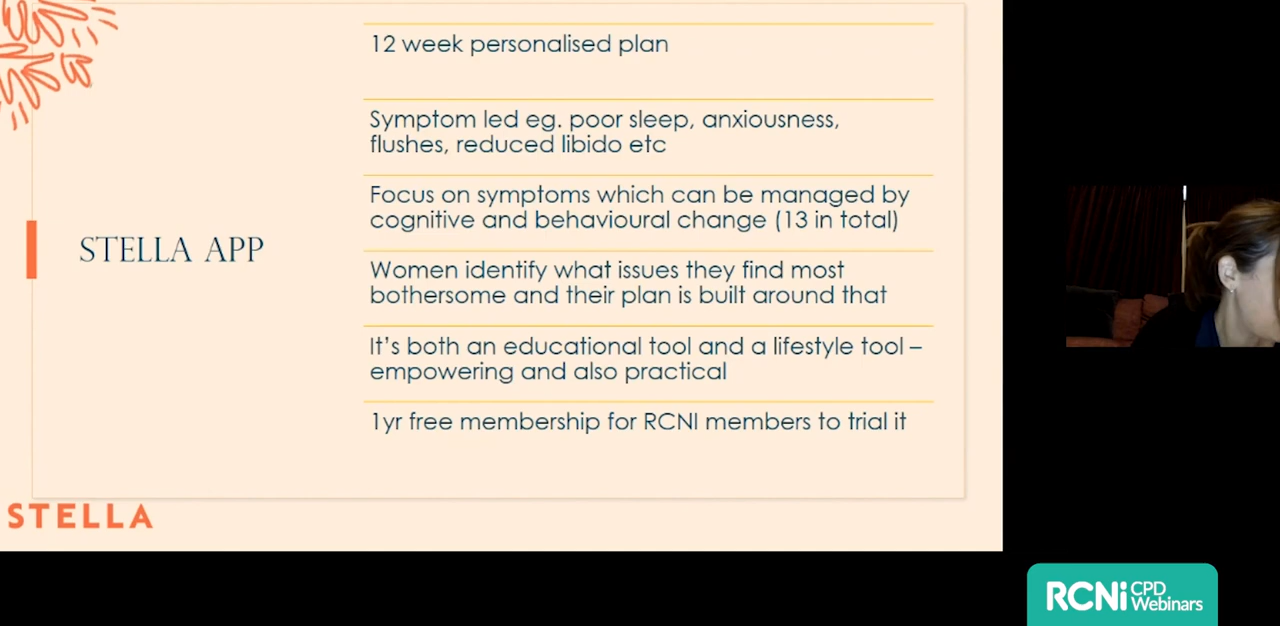 12 week personalised plan
Symptom led eg. poor sleep, anxiousness,
flushes, reduced libido etc
Focus on symptoms which can be managed by
cognitive and behavioural change (13 in total)
STELLA APP
Women identify what issues they find most
bothersome and their plan is built around that
It's both an educational tool and a lifestyle tool –
empowering and also practical
1yr free membership for RCNI members to trial it
STELLA
RCNi CPD
Webinars